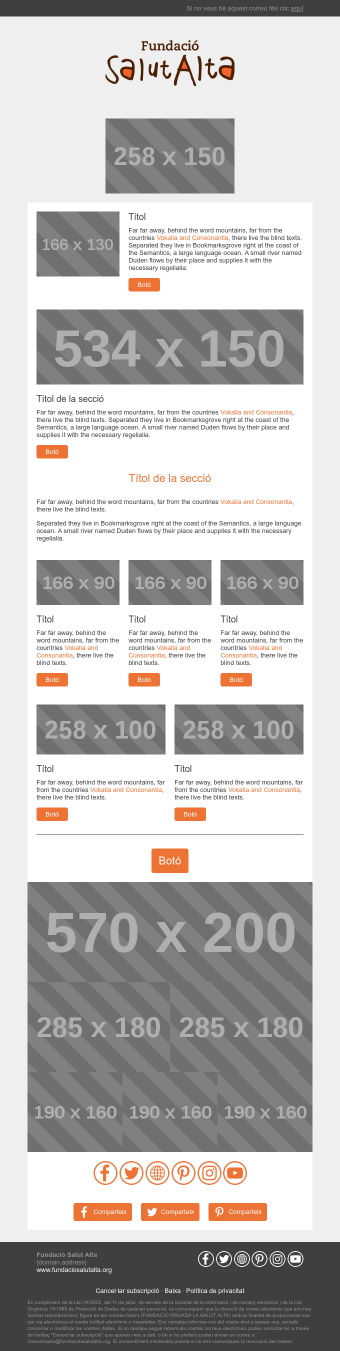 Si no veus bé aquest correu fés clic aquí
Fundació
SalutAlta
258 x 150
166 x 130
Títol
Far far away, behind the word mountains, far from the
countries Vokalia and Consonantia, there live the blind texts.
Separated they live in Bookmarksgrove right at the coast of
the Semantics, a large language ocean. A small river named
Duden flows by their place and supplies it with the
necessary regelialia.
Botó
534 x 150
Títol de la secció
Far far away, behind the word mountains, far from the countries Vokalia and Consonantia,
there live the blind texts. Separated they live in Bookmarksgrove right at the coast of the
Semantics, a large language ocean. A small river named Duden flows by their place and
supplies it with the necessary regelialia.
Botó
Títol de la secció
Far far away, behind the word mountains, far from the countries Vokalia and Consonantia,
there live the blind texts.
Separated they live in Bookmarksgrove right at the coast of the Semantics, a large language
ocean. A small river named Duden flows by their place and supplies it with the necessary
regelialia.
166 x 90
Títol
Far far away, behind the
word mountains, far from the
countries Vokalia and
Consonantia, there live the
blind texts.
Botó
166 x 90
Títol
Far far away, behind the
word mountains, far from the
countries Vokalia and
Consonantia, there live the
blind texts.
Botó
166 x 90
Títol
Far far away, behind the
word mountains, far from the
countries Vokalia and
Consonantia, there live the
blind texts.
Botó
258 x 100
Títol
Far far away, behind the word mountains, far
from the countries Vokalia and Consonantia,
there live the blind texts.
Botó
258 x 100
Títol
Far far away, behind the word mountains, far
from the countries Vokalia and Consonantia,
there live the blind texts.
Botó
Botó
570 x 200
285 x 180
285 x 180
190 x 160
190 x 160
190 x 160
Comparteix
Comparteix
Comparteix
Fundació Salut Alta
{domain.address}
www.fundaciosalutalta.org
Cancel·lar subscripció · Baixa · Política de privacitat